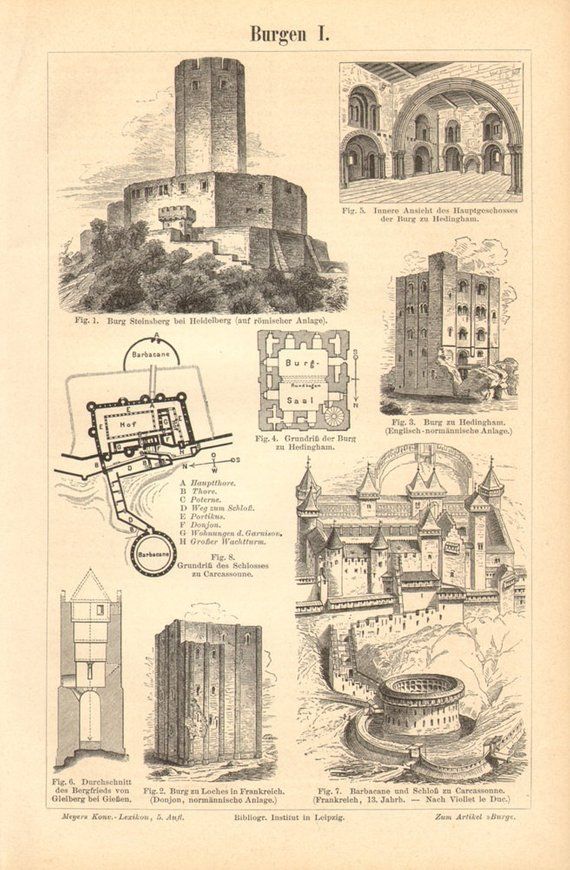 Burgen I.
Fig. 1. Burg Steinsberg bei Heidelberg (auf römischer Anlage).
Fig. 5. Innere Ansicht des Hauptgeschosses
der Burg zu Hedingham.
Barbacane
A
E
E
Hof
B
B
D
D
N
S
O
W
Burg-
Rundbogen
Saal
S
O
N
Fig. 4. Grundriß der Burg
zu Hedingham.
Fig. 3. Burg zu Hedingham.
(Englisch-normännische Anlage.)
A Hauptthore.
B Thore.
C Poterne.
D Weg zum Schloß.
E Portikus.
F Donjon.
G Wohnungen d. Garnison.
H Großer Wachtturm.
Barbacane
Fig. 8.
Grundriß des Schlosses
zu Carcassonne.
Fig. 6. Durchschnitt
des Bergfrieds von
Gleiberg bei Gießen.
Fig. 2. Burg zu Loches in Frankreich.
(Donjon, normännische Anlage.)
Fig. 7. Barbacane und Schloß zu Carcassonne.
(Frankreich, 13. Jahrh. — Nach Viollet le Duc.)
Meyers Konv.-Lexikon, 5. Aufl.
Bibliogr. Institut in Leipzig.
Zum Artikel »Burg«.